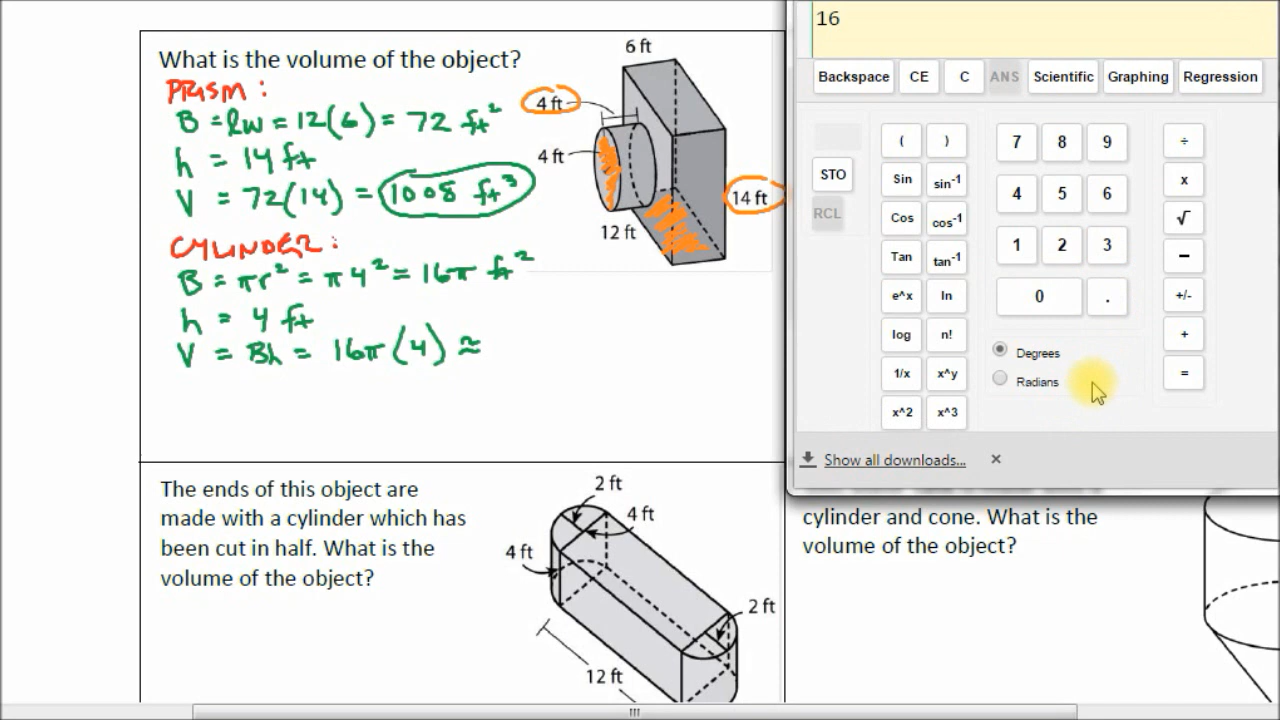 What is the volume of the object?
PRISM:
B = lw = 12(6) = 72 ft²
h = 14 ft
V = 72(14) = 1008 ft³
CYLINDER:
B = πr² = π4² = 16π ft²
h = 4 ft
V = Bh = 16π(4) ≈
6 ft
4 ft
4 ft
14 ft
12 ft
16
Backspace CE C ANS Scientific Graphing Regression
( ) 7 8 9 ÷
STO Sin sin⁻¹ 4 5 6 x
RCL Cos cos⁻¹ √
Tan tan⁻¹ 1 2 3 −
e^x ln 0 . +/-
log n! Degrees +
1/x x^y Radians =
x^2 x^3
Show all downloads... ×
The ends of this object are
made with a cylinder which has
been cut in half. What is the
volume of the object?
2 ft
4 ft
4 ft
2 ft
12 ft
cylinder and cone. What is the
volume of the object?